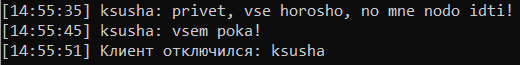 [14:55:35] ksusha: privet, vse horosho, no mne nodo idti!
[14:55:45] ksusha: vsem poka!
[14:55:51] Клиент отключился: ksusha